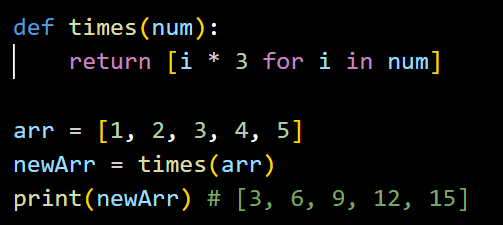 def times(num):
    return [i * 3 for i in num]
arr = [1, 2, 3, 4, 5]
newArr = times(arr)
print(newArr) # [3, 6, 9, 12, 15]